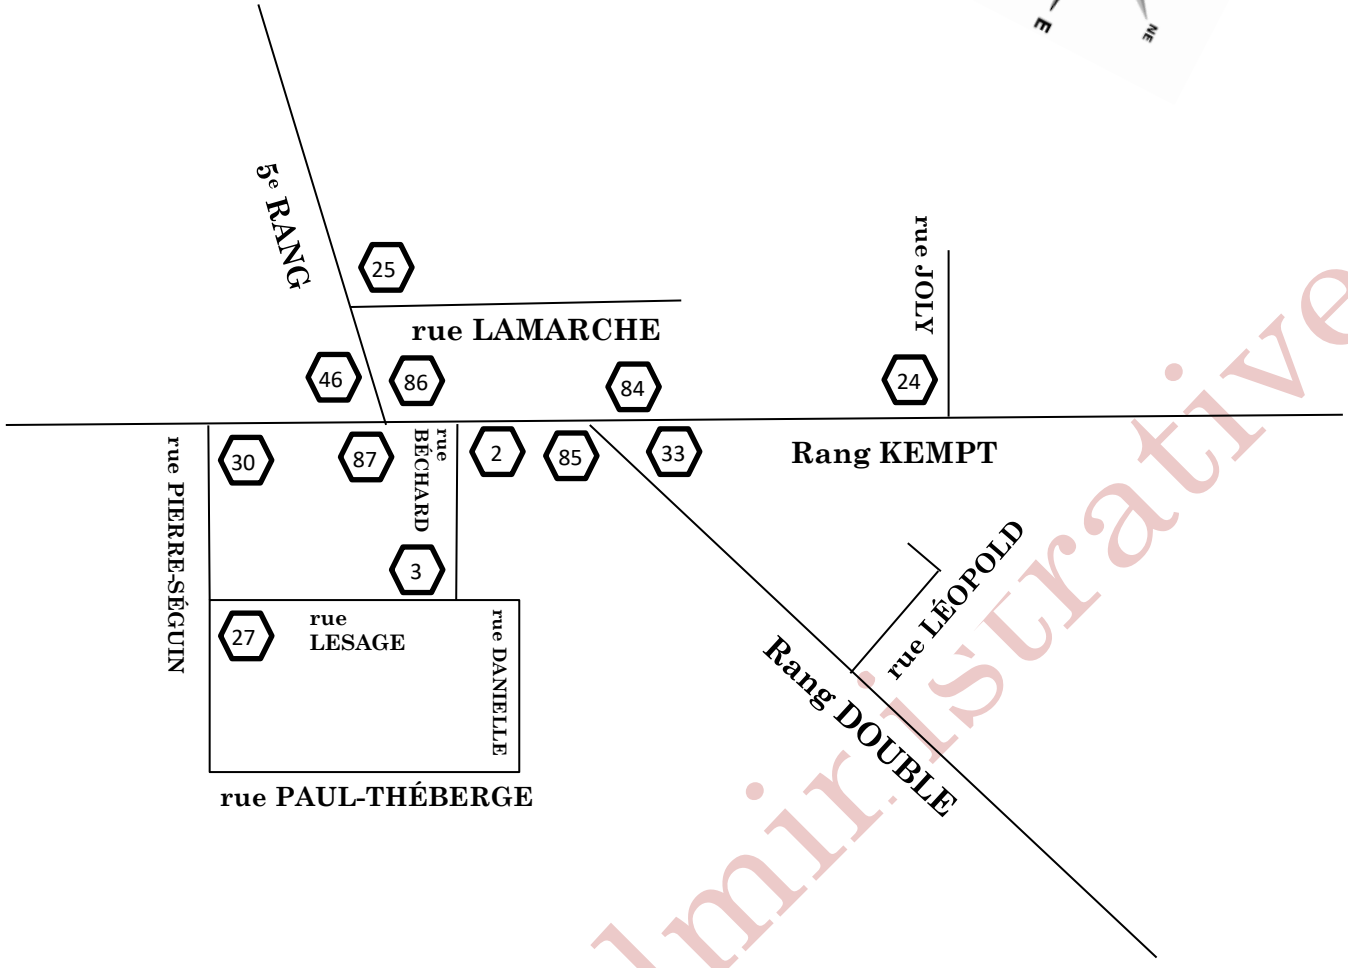 E
NE
5e RANG
25
rue JOLY
rue LAMARCHE
46
86
84
24
rue PIERRE-SÉGUIN
30
87
rue
BÉCHARD
2
85
33
Rang KEMPT
3
rue LÉOPOLD
27
rue
LESAGE
rue DANIELLE
Rang DOUBLE
rue PAUL-THÉBERGE